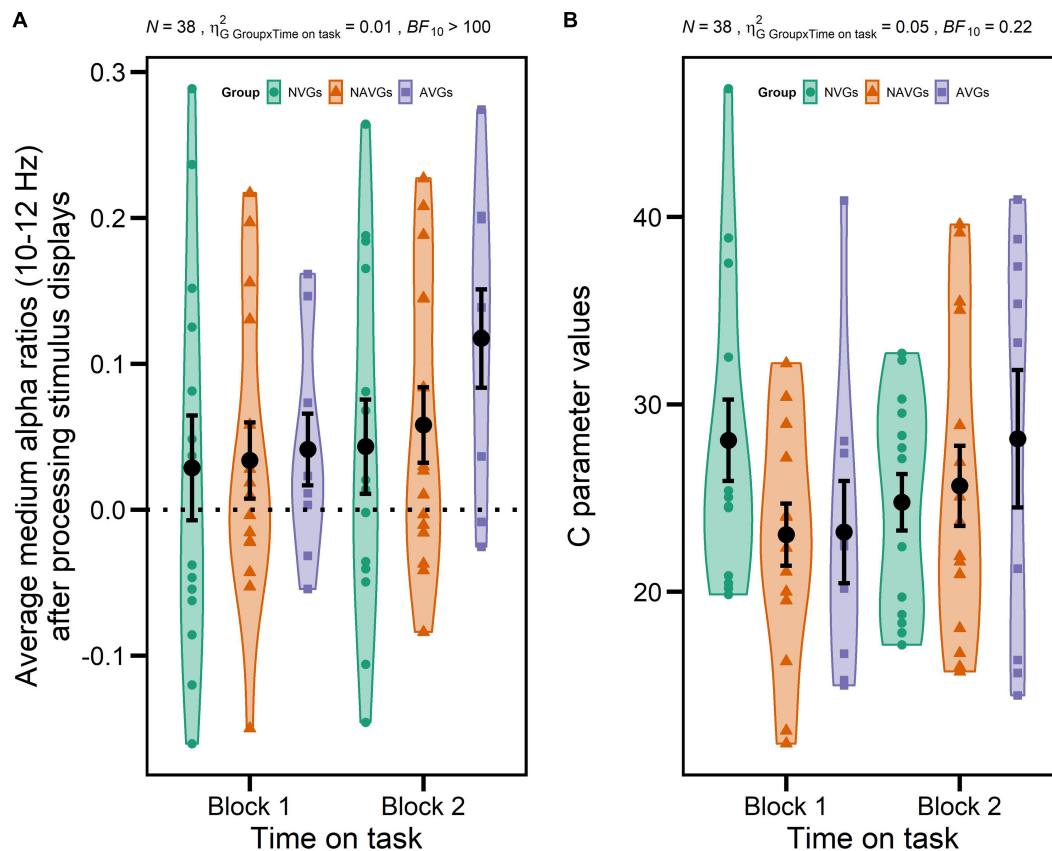 A
N = 38 , η²G GroupxTime on task = 0.01 , BF10 > 100
Average medium alpha ratios (10-12 Hz)
after processing stimulus displays
Group NVGs NAVGs AVGs
0.3
0.2
0.1
0.0
-0.1
Block 1 Block 2
Time on task
B
N = 38 , η²G GroupxTime on task = 0.05 , BF10 = 0.22
C parameter values
Group NVGs NAVGs AVGs
40
30
20
Block 1 Block 2
Time on task